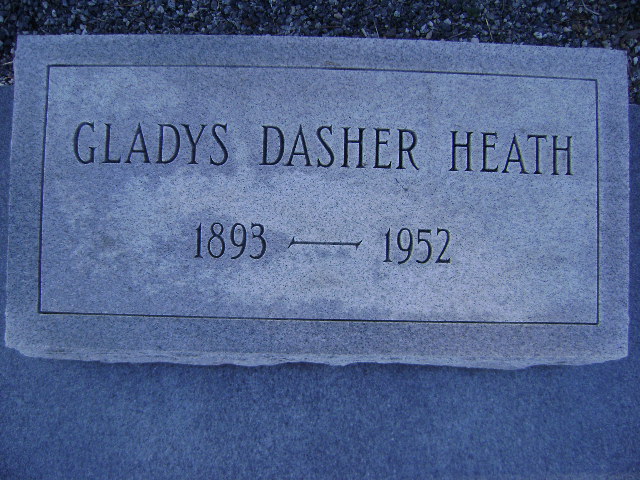 GLADYS DASHER HEATH
1893 — 1952